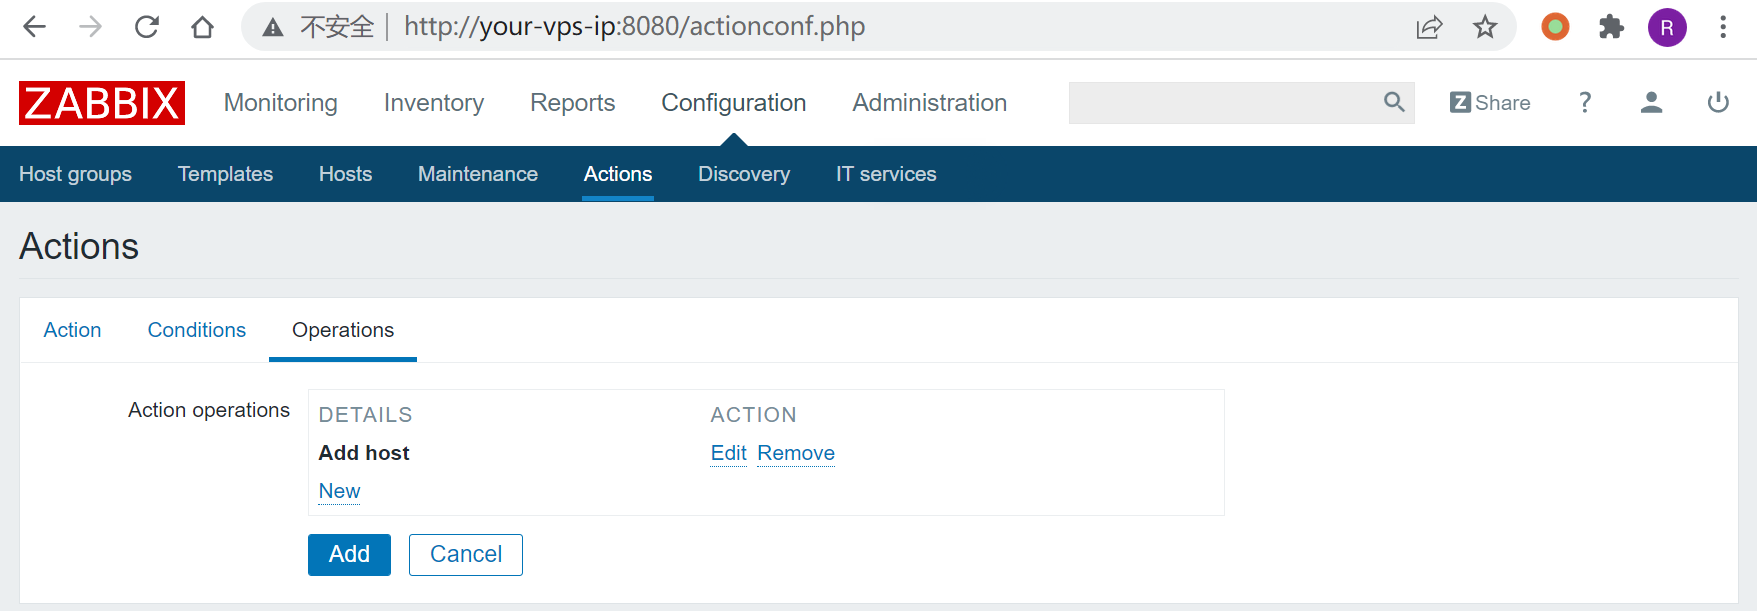 不安全 http://your-vps-ip:8080/actionconf.php R
ZABBIX Monitoring Inventory Reports Configuration Administration Z Share ?
Host groups Templates Hosts Maintenance Actions Discovery IT services
Actions
Action Conditions Operations
Action operations DETAILS ACTION
Add host Edit Remove
New
Add Cancel